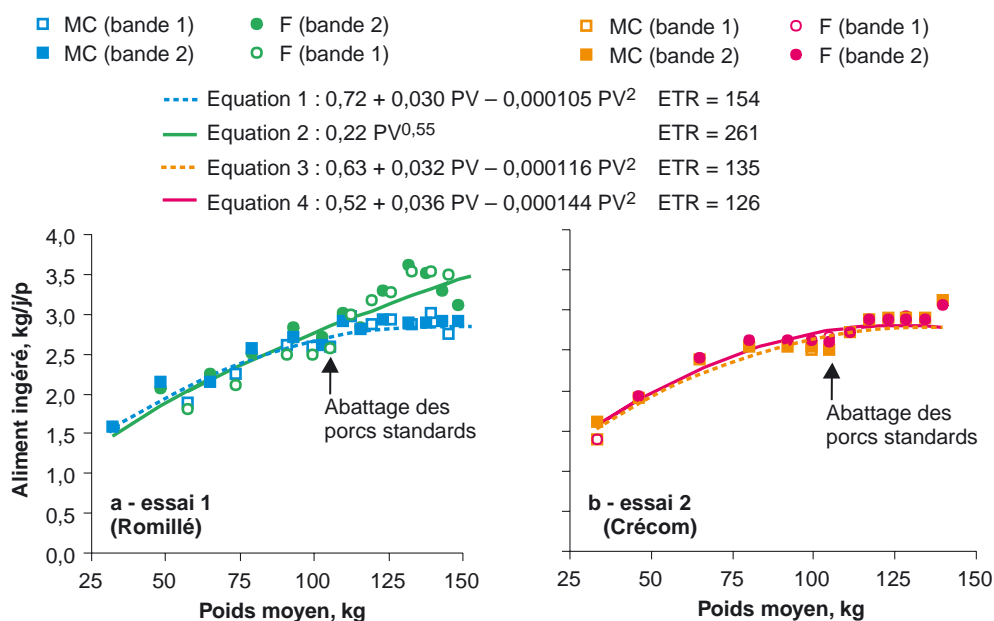 MC (bande 1) F (bande 2) MC (bande 1) F (bande 1)
MC (bande 2) F (bande 1) MC (bande 2) F (bande 2)
Equation 1 : 0,72 + 0,030 PV – 0,000105 PV2 ETR = 154
Equation 2 : 0,22 PV0,55 ETR = 261
Equation 3 : 0,63 + 0,032 PV – 0,000116 PV2 ETR = 135
Equation 4 : 0,52 + 0,036 PV – 0,000144 PV2 ETR = 126
Aliment ingéré, kg/j/p
4,0
3,5
3,0
2,5
2,0
1,5
1,0
0,5
0,0
Abattage des
porcs standards
a - essai 1
(Romillé)
25 50 75 100 125 150
Poids moyen, kg
Abattage des
porcs standards
b - essai 2
(Crécom)
25 50 75 100 125 150
Poids moyen, kg